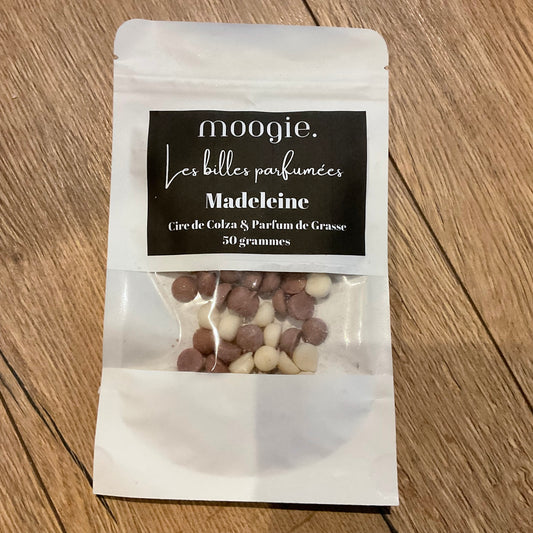 moogie.
Les billes parfumées
Madeleine
Cire de Colza & Parfum de Grasse
50 grammes